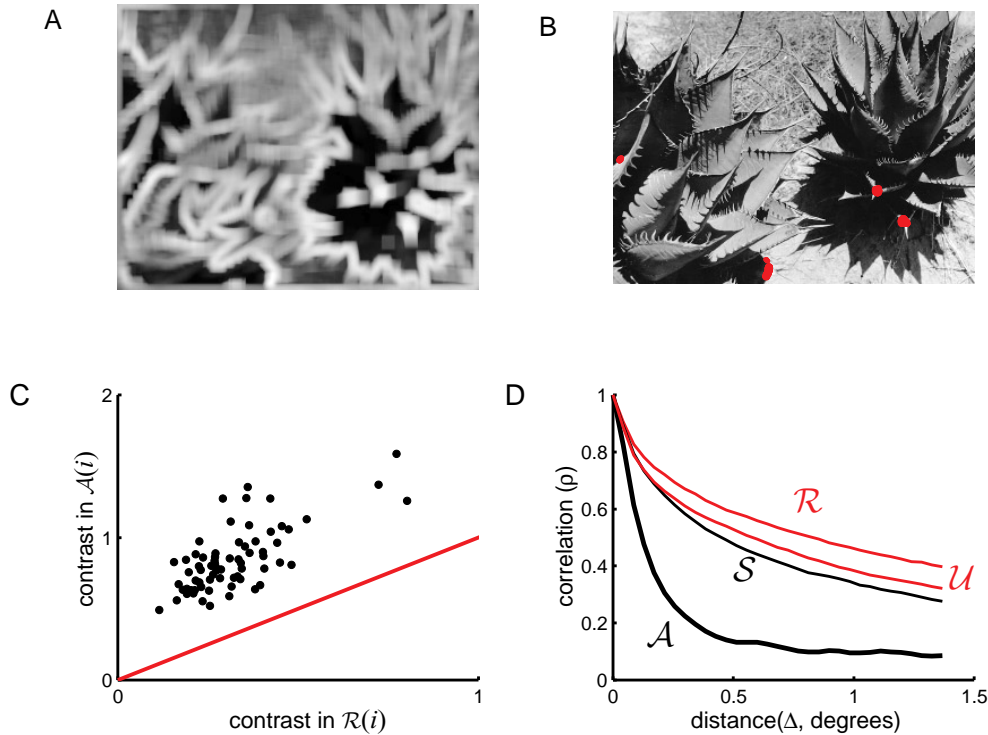 A
B
C
2
1
0
contrast in 𝒜(i)
0
1
contrast in ℛ(i)
D
1
0.8
0.6
0.4
0.2
0
correlation (ρ)
ℛ
𝒰
𝒮
𝒜
0
0.5
1.0
1.5
distance(Δ, degrees)